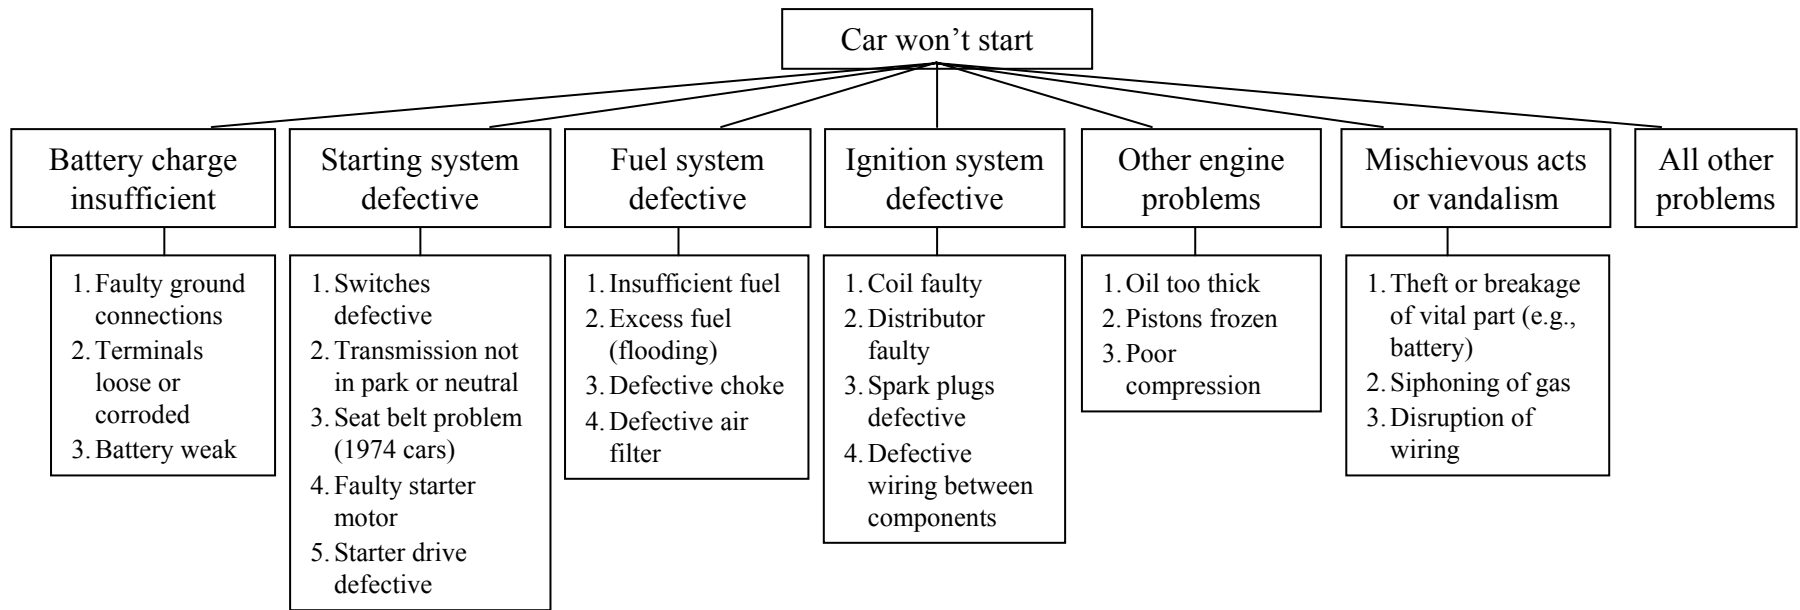 Car won’t start
Battery charge
insufficient
Starting system
defective
Fuel system
defective
Ignition system
defective
Other engine
problems
Mischievous acts
or vandalism
All other
problems
1. Faulty ground
connections
2. Terminals
loose or
corroded
3. Battery weak
1. Switches
defective
2. Transmission not
in park or neutral
3. Seat belt problem
(1974 cars)
4. Faulty starter
motor
5. Starter drive
defective
1. Insufficient fuel
2. Excess fuel
(flooding)
3. Defective choke
4. Defective air
filter
1. Coil faulty
2. Distributor
faulty
3. Spark plugs
defective
4. Defective
wiring between
components
1. Oil too thick
2. Pistons frozen
3. Poor
compression
1. Theft or breakage
of vital part (e.g.,
battery)
2. Siphoning of gas
3. Disruption of
wiring